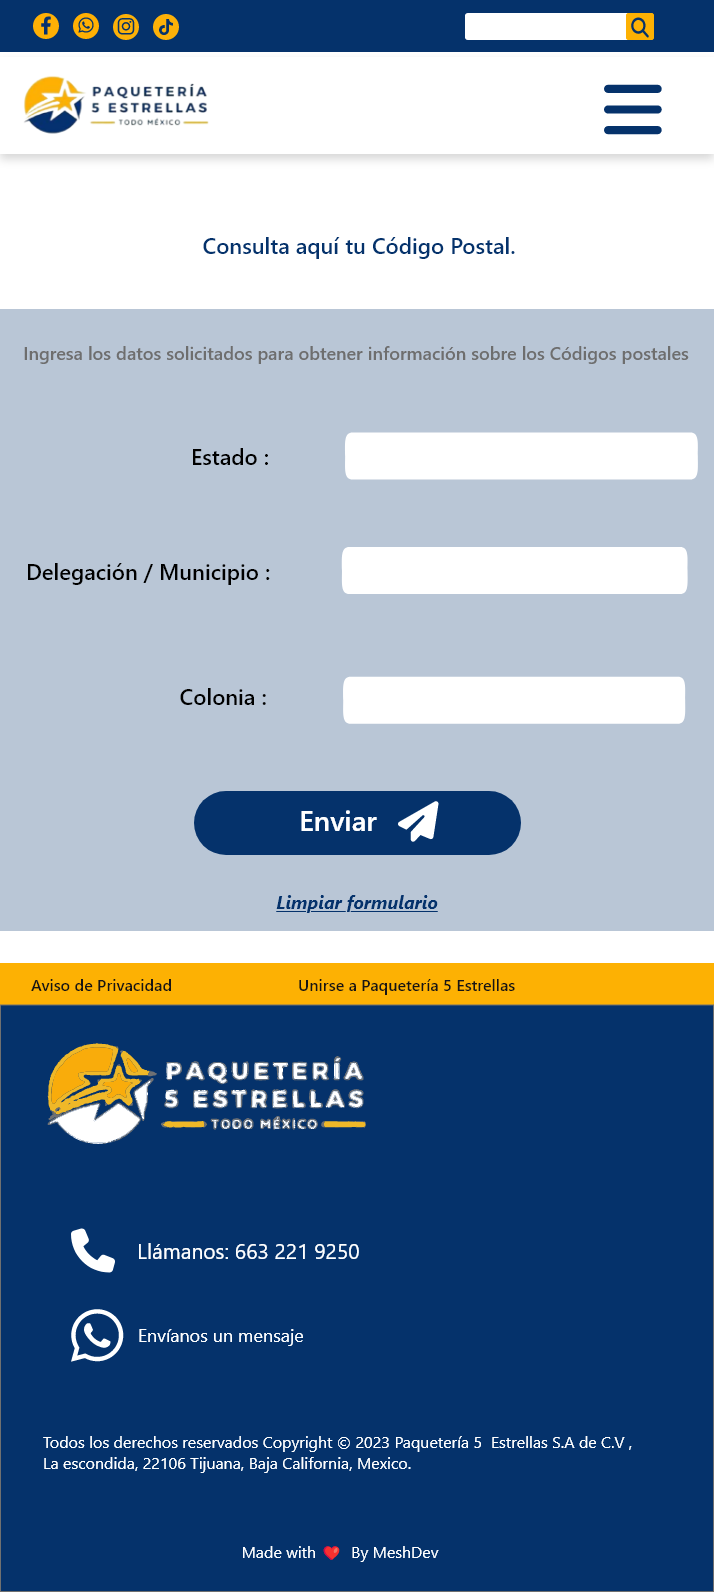 PAQUETERÍA
5 ESTRELLAS
TODO MÉXICO
Consulta aquí tu Código Postal.
Ingresa los datos solicitados para obtener información sobre los Códigos postales
Estado :
Delegación / Municipio :
Colonia :
Enviar
Limpiar formulario
Aviso de Privacidad Unirse a Paquetería 5 Estrellas
PAQUETERÍA
5 ESTRELLAS
TODO MÉXICO
Llámanos: 663 221 9250
Envíanos un mensaje
Todos los derechos reservados Copyright © 2023 Paquetería 5 Estrellas S.A de C.V ,
La escondida, 22106 Tijuana, Baja California, Mexico.
Made with ❤️ By MeshDev